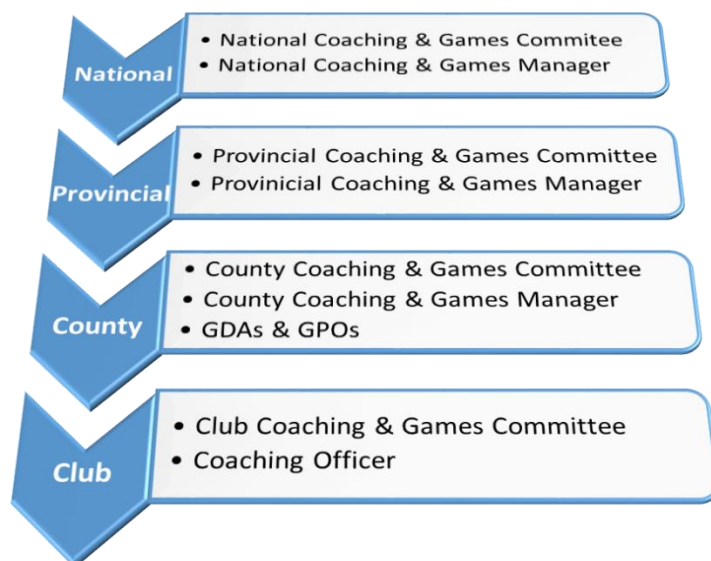 National
• National Coaching & Games Commitee
• National Coaching & Games Manager
Provincial
• Provincial Coaching & Games Committee
• Provinicial Coaching & Games Manager
County
• County Coaching & Games Committee
• County Coaching & Games Manager
• GDAs & GPOs
Club
• Club Coaching & Games Committee
• Coaching Officer